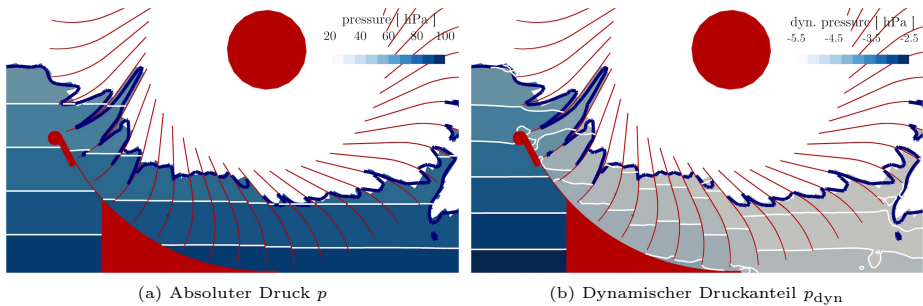 pressure [ hPa]
20 40 60 80 100
dyn. pressure[ hPa]
-5.5 -4.5 -3.5 -2.5
(a) Absoluter Druck p
(b) Dynamischer Druckanteil p_dyn